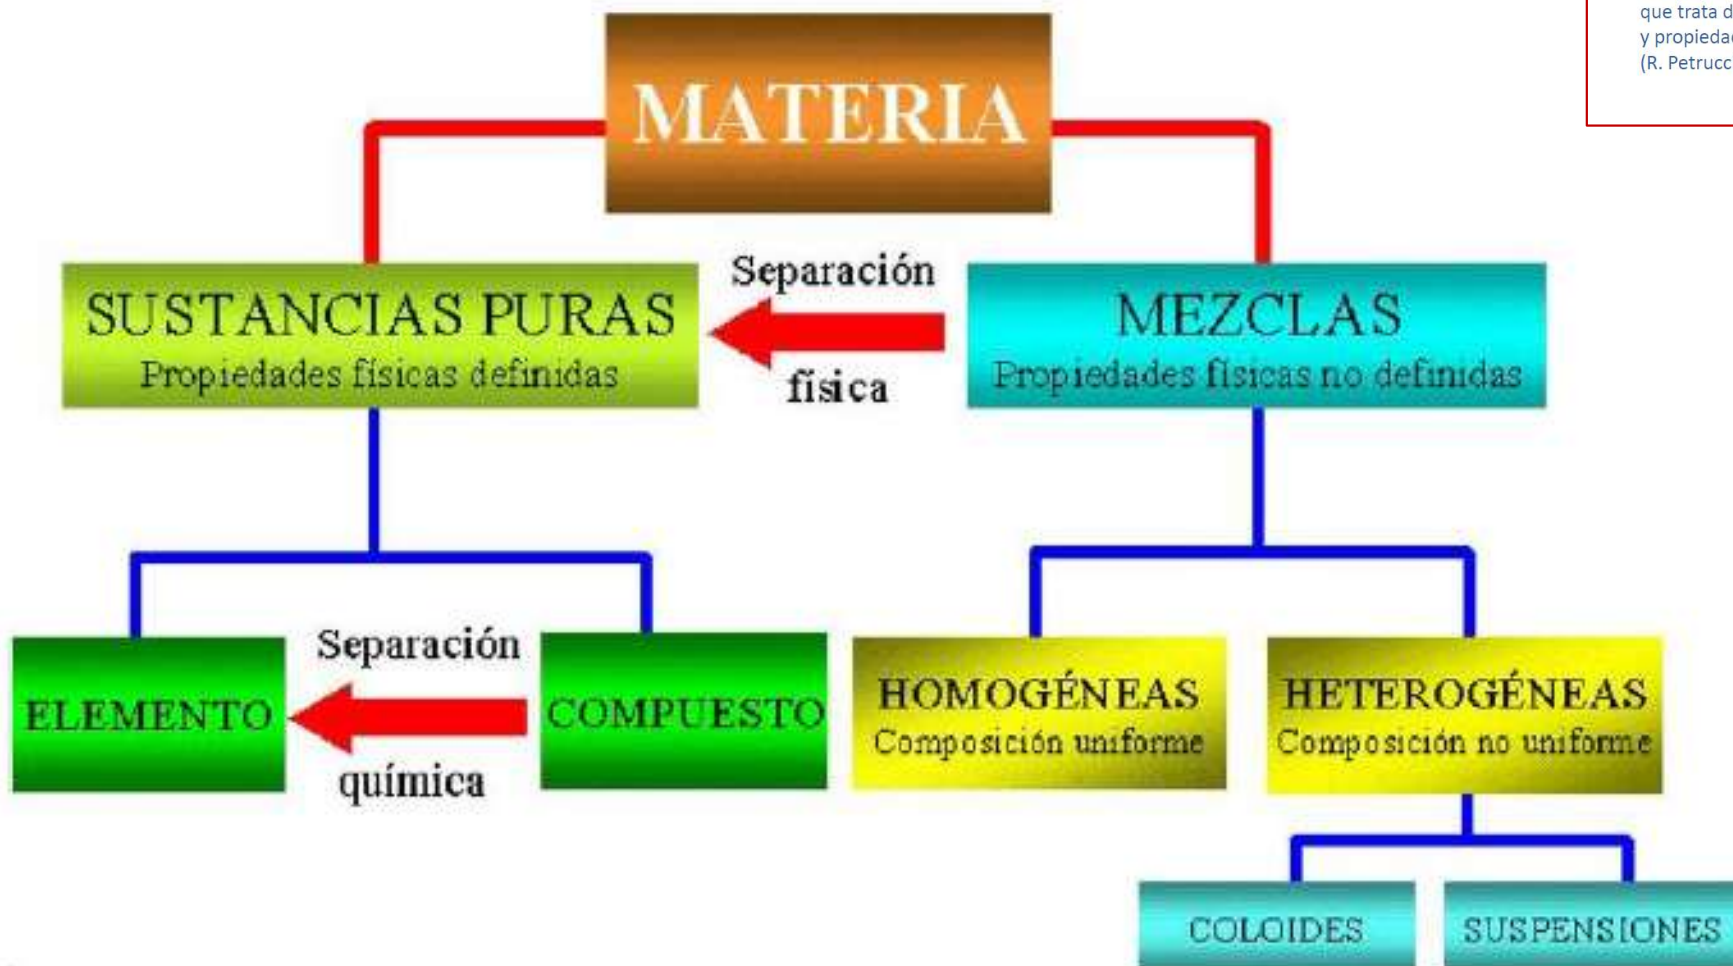 que trata d
y propieda
(R. Petrucc
MATERIA
SUSTANCIAS PURAS
Propiedades físicas definidas
Separación
física
MEZCLAS
Propiedades físicas no definidas
ELEMENTO
Separación
química
COMPUESTO
HOMOGÉNEAS
Composición uniforme
HETEROGÉNEAS
Composición no uniforme
COLOIDES
SUSPENSIONES